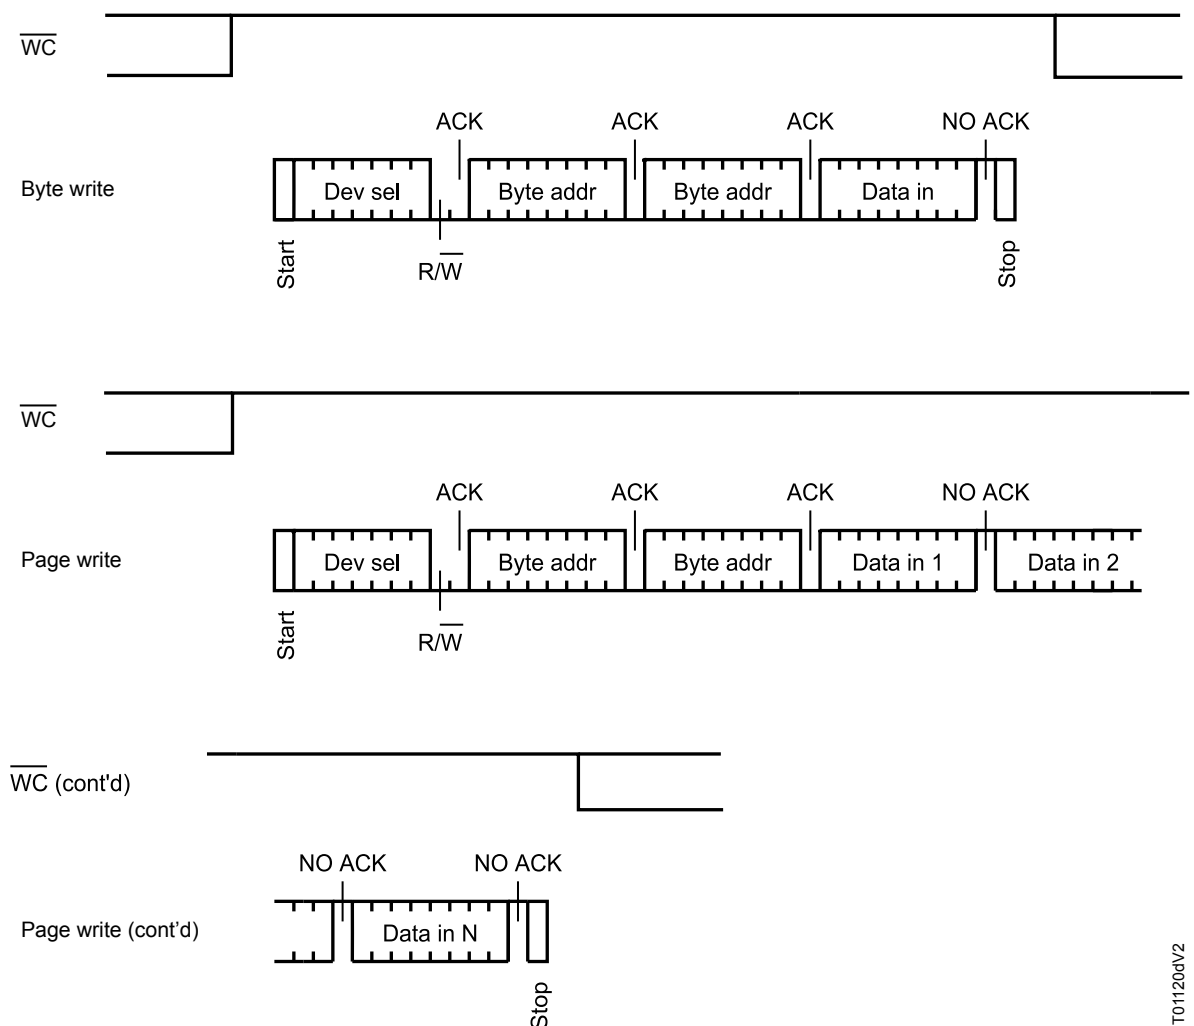 WC
ACK ACK ACK NO ACK
Byte write Dev sel Byte addr Byte addr Data in
Start R/W Stop
WC
ACK ACK ACK NO ACK
Page write Dev sel Byte addr Byte addr Data in 1 Data in 2
Start R/W
WC (cont'd)
NO ACK NO ACK
Page write (cont’d) Data in N
Stop
T01120dV2